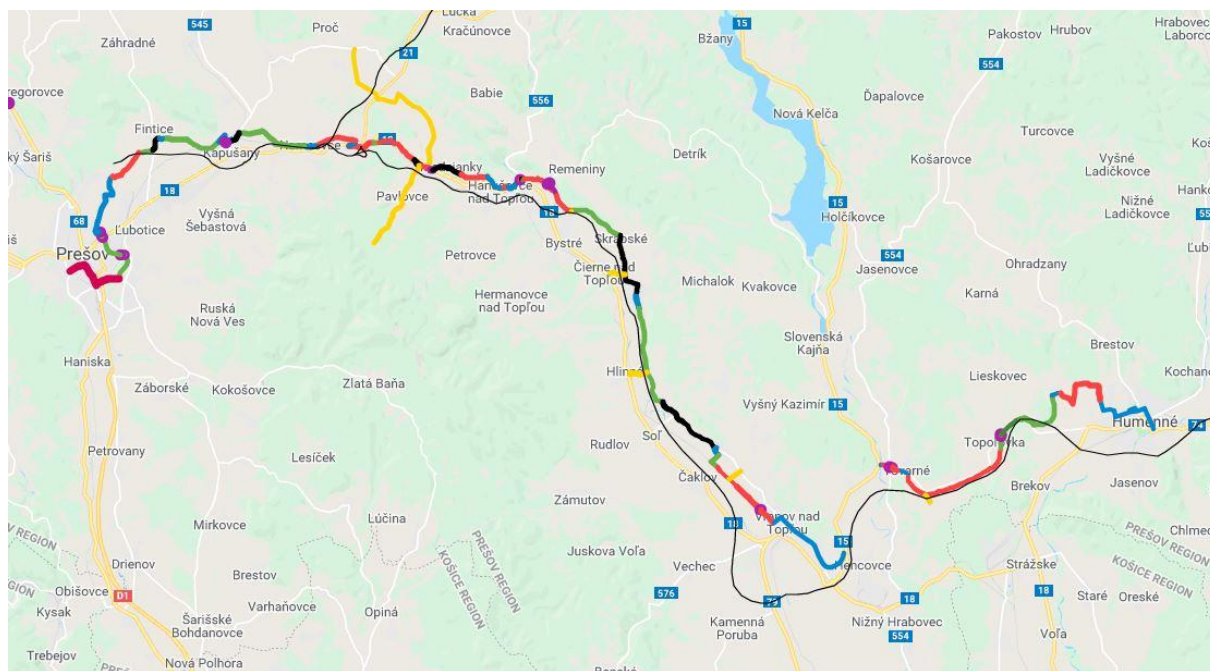 Lúčka
Kračúnovce
Proč
545
Záhradné
21
Bžany
Pakostov
Hrubov
Hrabovec
Laborc
554
Babie
556
Nová Kelča
Ďapalovce
Turcovce
Fintice
Kapušany
ký Šariš
Remeniny
Detrík
Košarovce
Vyšné
Ladičkovce
18
Pavlovce
Hanušovce
nad Topľou
18
15
Holčíkovce
Nižné
Ladičkovce
68
Ľubotice
Vyšná
Šebastová
Bystré
Skrabské
554
Prešov
Petrovce
Čierne nad
Topľou
Michalok
Kvakovce
Jasenovce
Ohradzany
Karná
Ruská
Nová Ves
Hermanovce
nad Topľou
Slovenská
Kajňa
Brestov
Haniska
Záborské
Kokošovce
Zlatá Baňa
Hlinné
Vyšný Kazimír
15
Lieskovec
Humenné
74
Petrovany
Lesíček
Rudlov
Soľ
Čaklov
Brekov
Jasenov
Zámutov
PREŠOV REGION
KOŠICE REGION
Mirkovce
Lúčina
Vranov nad
Topľou
18
15
Hencovce
PREŠOV REGION
KOŠICE REGION
Drienov
Brestov
Juskova Voľa
Vechec
Strážske
Obišovce
D1
Varhaňovce
576
79
18
Staré
Oreské
Kysak
Šarišské
Bohdanovce
Opiná
Kamenná
Poruba
Nižný Hrabovec
554
18
Voľa
Trebejov
Nová Polhora